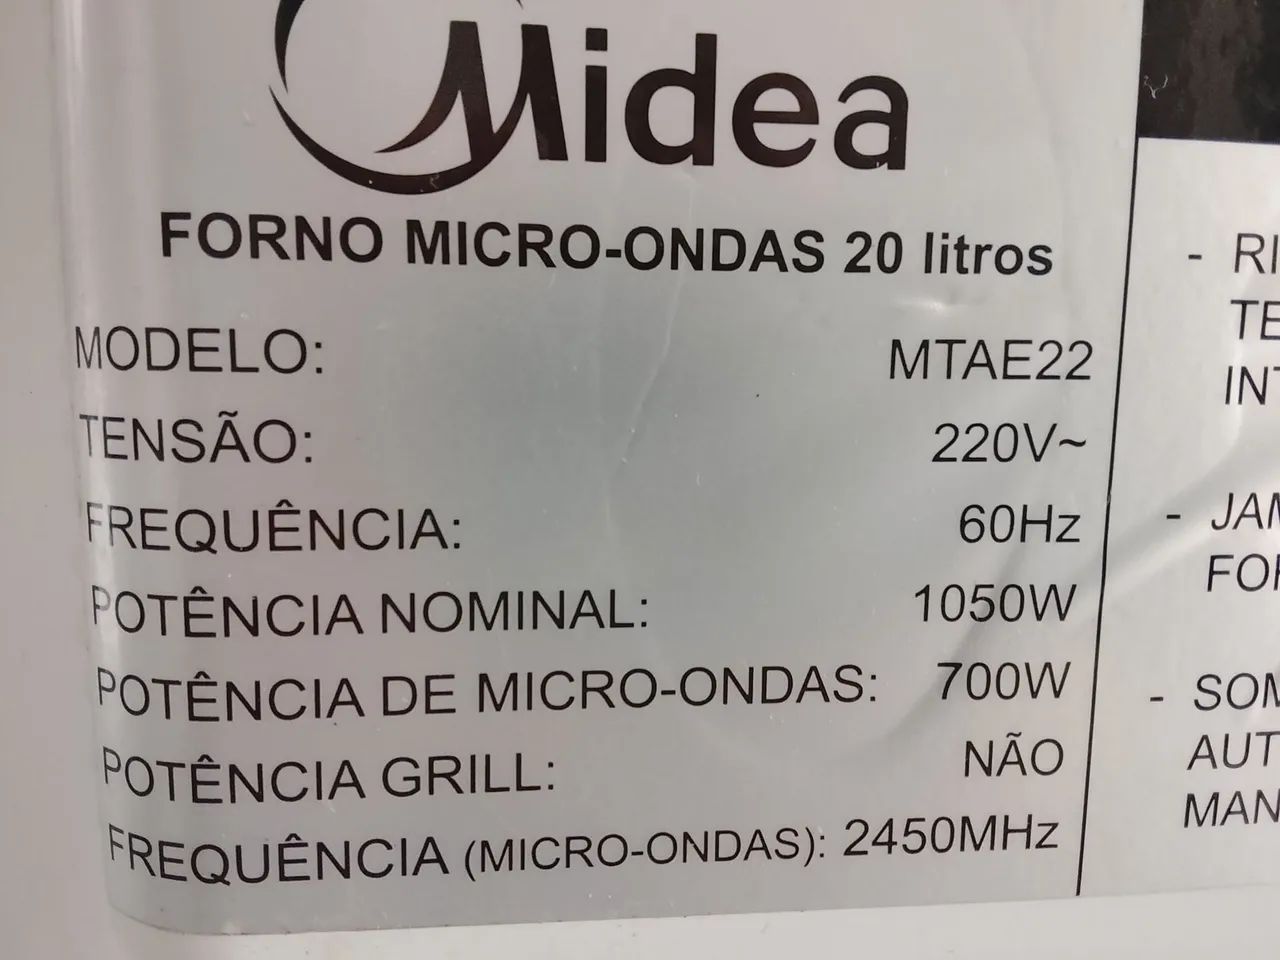 Midea
FORNO MICRO-ONDAS 20 litros
MODELO: MTAE22
TENSÃO: 220V~
FREQUÊNCIA: 60Hz
POTÊNCIA NOMINAL: 1050W
POTÊNCIA DE MICRO-ONDAS: 700W
POTÊNCIA GRILL: NÃO
FREQUÊNCIA (MICRO-ONDAS): 2450MHz
-
-
-